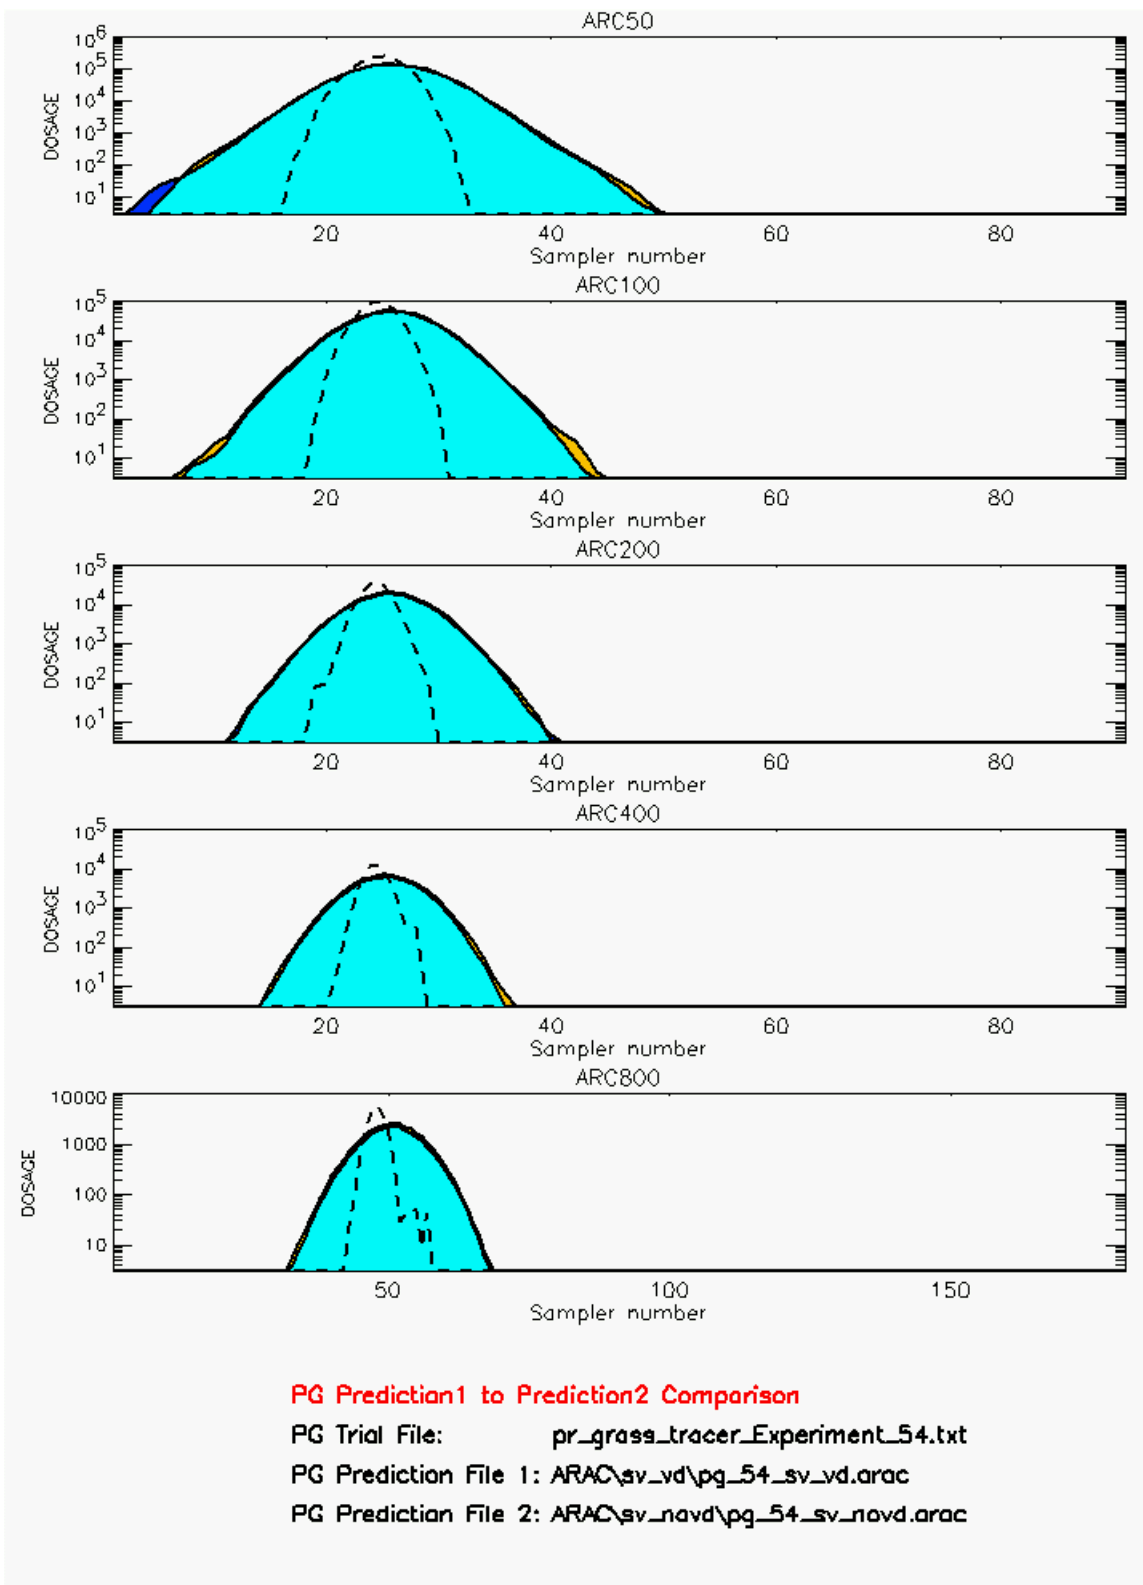 ARC50
10^6
10^5
10^4
10^3
10^2
10^1
DOSAGE
20 40 60 80
Sampler number
ARC100
10^5
10^4
10^3
10^2
10^1
DOSAGE
20 40 60 80
Sampler number
ARC200
10^5
10^4
10^3
10^2
10^1
DOSAGE
20 40 60 80
Sampler number
ARC400
10^5
10^4
10^3
10^2
10^1
DOSAGE
20 40 60 80
Sampler number
ARC800
10000
1000
100
10
DOSAGE
50 100 150
Sampler number
PG Prediction1 to Prediction2 Comparison
PG Trial File: pr_grass_tracer_Experiment_54.txt
PG Prediction File 1: ARAC\sv_vd\pg_54_sv_vd.arac
PG Prediction File 2: ARAC\sv_novd\pg_54_sv_novd.arac